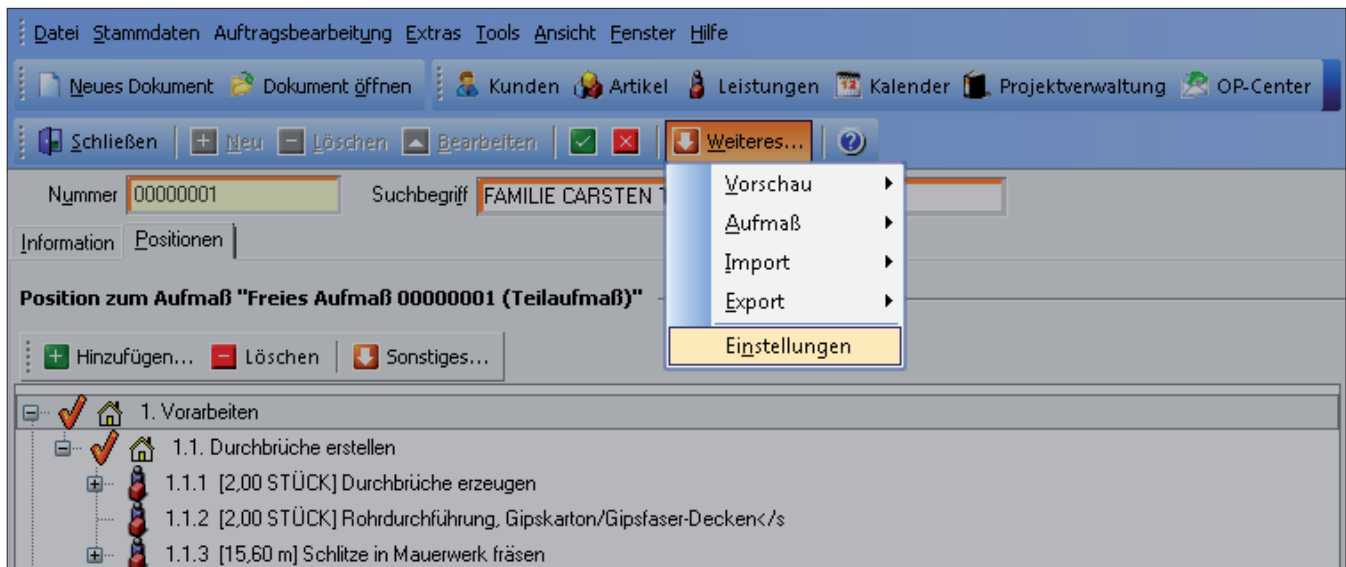 Datei Stammdaten Auftragsbearbeitung Extras Tools Ansicht Fenster Hilfe
Neues Dokument Dokument öffnen Kunden Artikel Leistungen Kalender Projektverwaltung OP-Center
Schließen Neu Löschen Bearbeiten Weiteres...
Nummer 00000001 Suchbegriff FAMILIE CARSTEN
Vorschau
Aufmaß
Import
Export
Einstellungen
Information Positionen
Position zum Aufmaß "Freies Aufmaß 00000001 (Teilaufmaß)"
Hinzufügen... Löschen Sonstiges...
1. Vorarbeiten
1.1. Durchbrüche erstellen
1.1.1 [2,00 STÜCK] Durchbrüche erzeugen
1.1.2 [2,00 STÜCK] Rohrdurchführung, Gipskarton/Gipsfaser-Decken</s
1.1.3 [15,60 m] Schlitze in Mauerwerk fräsen